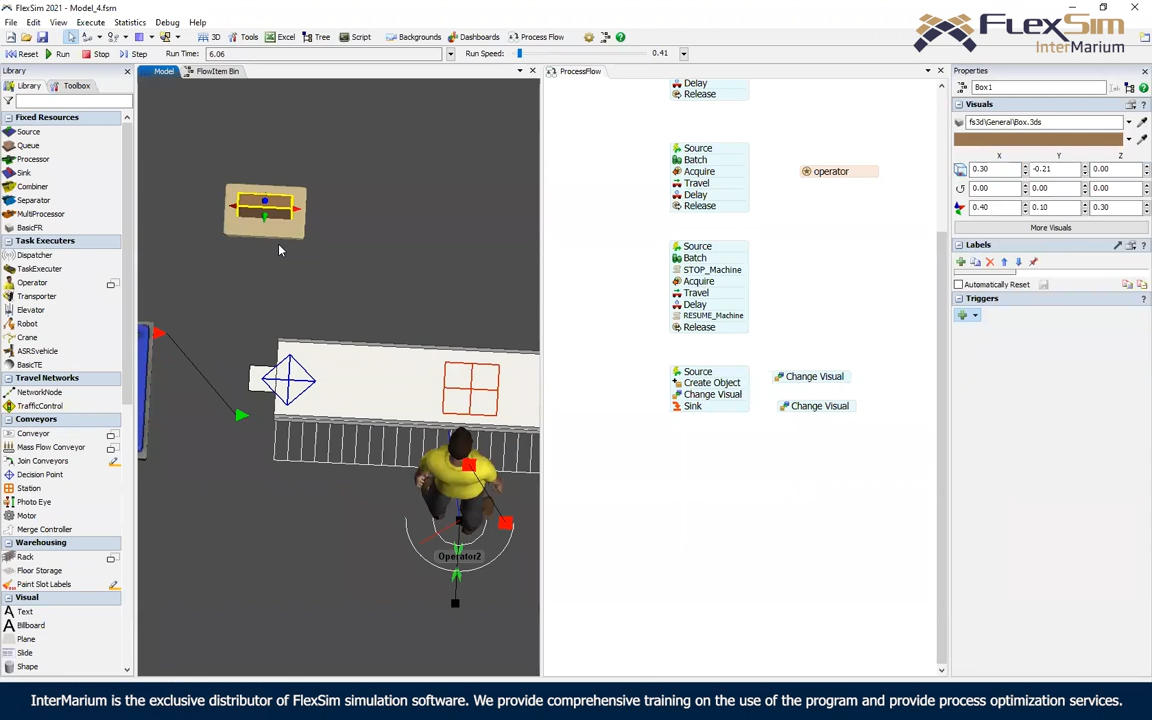 FlexSim 2021 - Model_4.fsm
File Edit View Execute Statistics Debug Help
3D Tools Excel Tree Script Backgrounds Dashboards Process Flow
Reset Run Stop Step Run Time: 6.06 Run Speed: 0.41
FLEXSIM
InterMarium
Library
Library Toolbox
Fixed Resources
Source
Queue
Processor
Sink
Combiner
Separator
MultiProcessor
BasicFR
Task Executers
Dispatcher
TaskExecuter
Operator
Transporter
Elevator
Robot
Crane
ASRSvehicle
BasicTE
Travel Networks
NetworkNode
TrafficControl
Conveyors
Conveyor
Mass Flow Conveyor
Join Conveyors
Decision Point
Station
Photo Eye
Motor
Merge Controller
Warehousing
Rack
Floor Storage
Paint Slot Labels
Visual
Text
Billboard
Plane
Slide
Shape
Model FlowItem Bin
Operator2
ProcessFlow
Delay
Release
Source
Batch
Acquire
Travel
Delay
Release
operator
Source
Batch
STOP_Machine
Acquire
Travel
Delay
RESUME_Machine
Release
Source
Create Object
Change Visual
Sink
Change Visual
Change Visual
Properties
Box1
Visuals
fs3d\General\Box.3ds
X Y Z
0.30 -0.21 0.00
0.00 0.00 0.00
0.40 0.10 0.30
More Visuals
Labels
Automatically Reset
Triggers
InterMarium is the exclusive distributor of FlexSim simulation software. We provide comprehensive training on the use of the program and provide process optimization services.